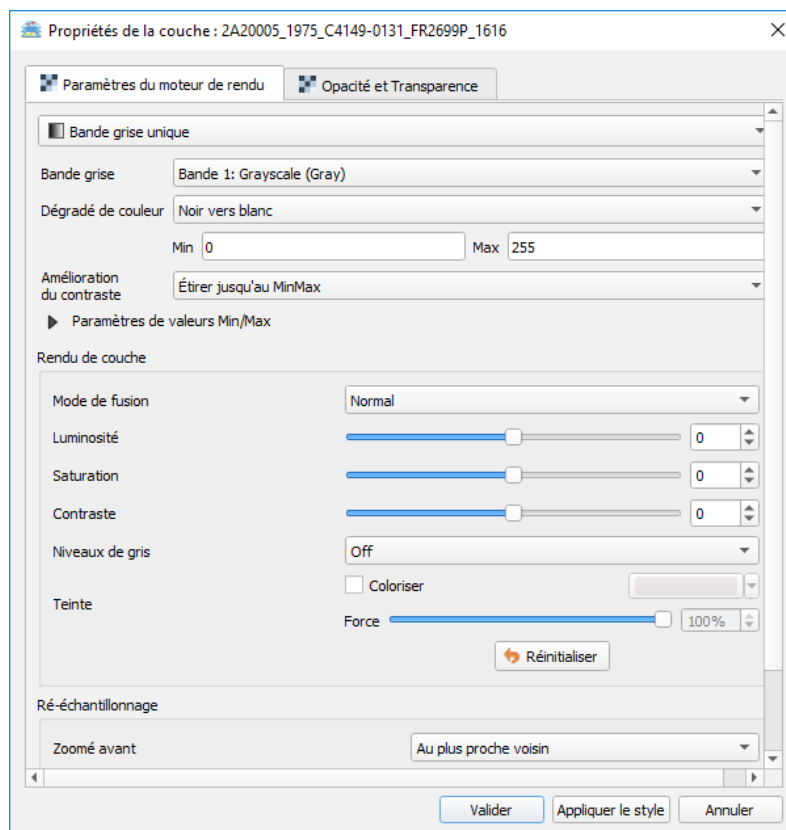 Propriétés de la couche : 2A20005_1975_C4149-0131_FR2699P_1616
Paramètres du moteur de rendu
Opacité et Transparence
Bande grise unique
Bande grise Bande 1: Grayscale (Gray)
Dégradé de couleur Noir vers blanc
Min 0 Max 255
Amélioration
du contraste
Étirer jusqu'au MinMax
Paramètres de valeurs Min/Max
Rendu de couche
Mode de fusion Normal
Luminosité 0
Saturation 0
Contraste 0
Niveaux de gris Off
Coloriser
Teinte
Force 100%
Réinitialiser
Ré-échantillonnage
Zoomé avant Au plus proche voisin
Valider Appliquer le style Annuler